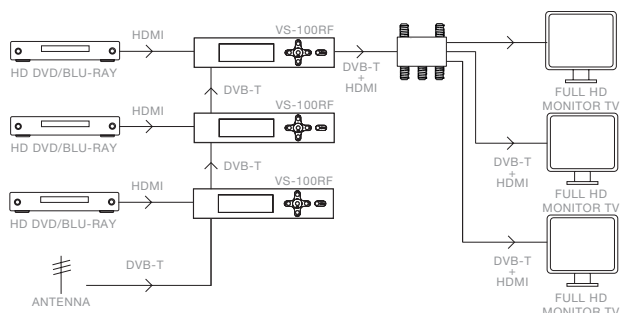 HDMI
VS-100RF
HD DVD/BLU-RAY
DVB-T
+
HDMI
FULL HD
MONITOR TV
DVB-T
HDMI
VS-100RF
HD DVD/BLU-RAY
DVB-T
DVB-T
+
HDMI
FULL HD
MONITOR TV
HDMI
VS-100RF
HD DVD/BLU-RAY
DVB-T
ANTENNA
DVB-T
+
HDMI
FULL HD
MONITOR TV